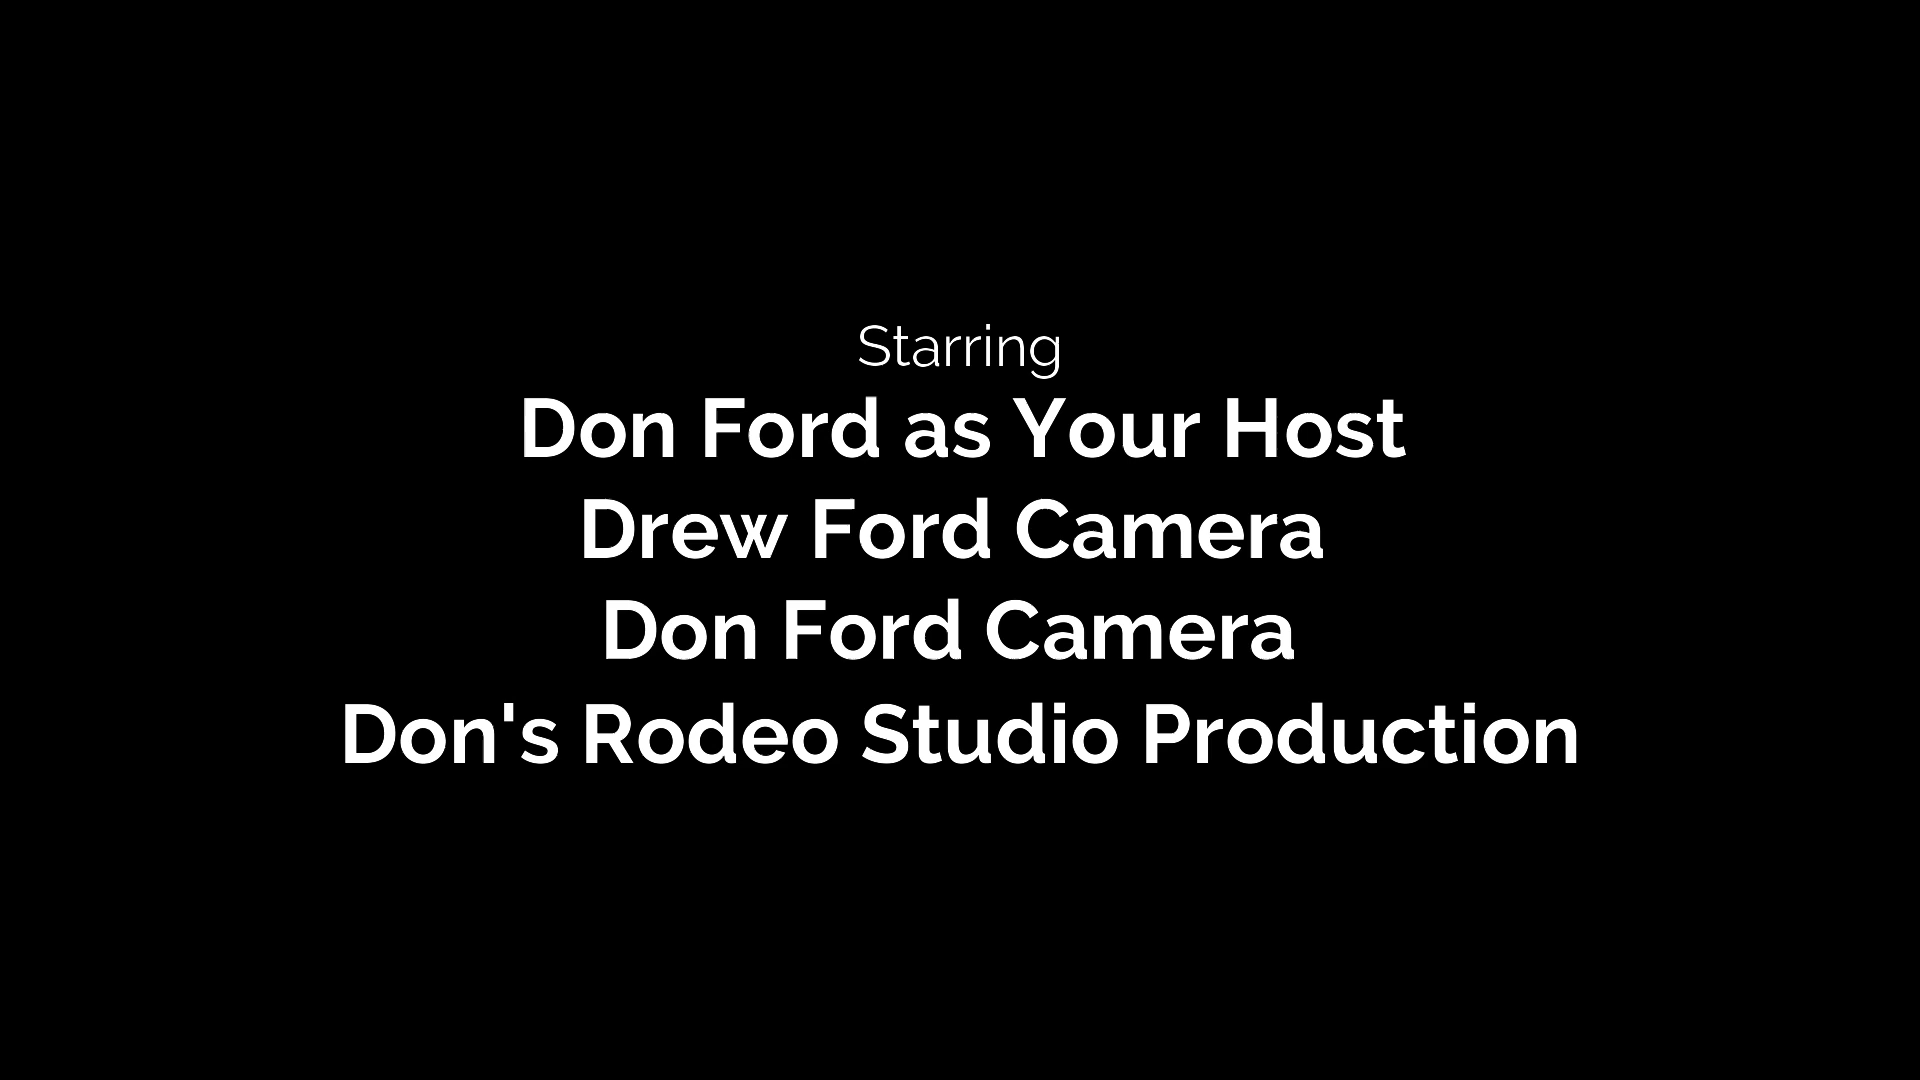 Starring
Don Ford as Your Host
Drew Ford Camera
Don Ford Camera
Don's Rodeo Studio Production